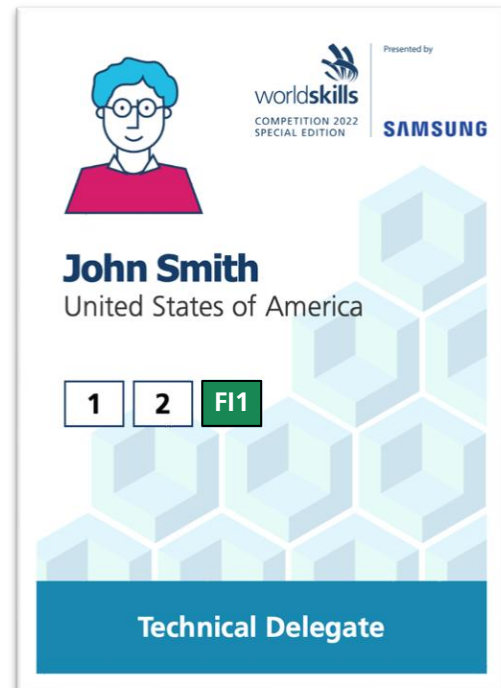 Presented by
worldskills
COMPETITION 2022
SPECIAL EDITION
SAMSUNG
John Smith
United States of America
1 2 FI1
Technical Delegate